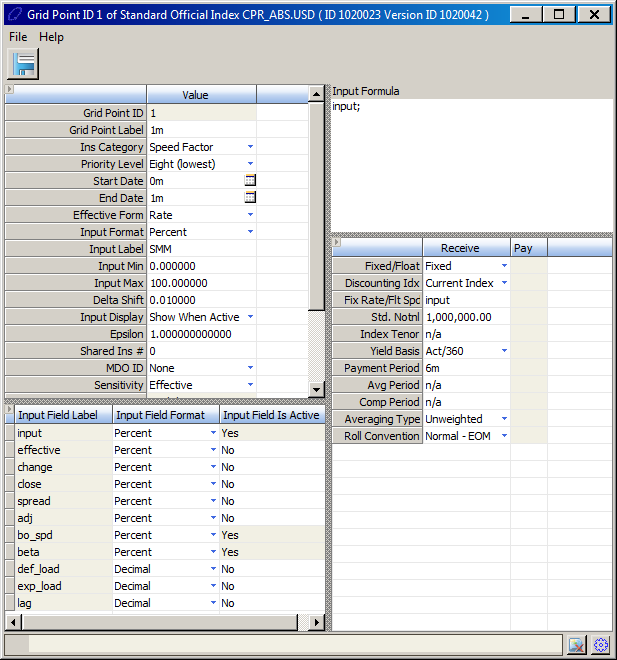 Grid Point ID 1 of Standard Official Index CPR_ABS.USD ( ID 1020023 Version ID 1020042 )
File Help
Value
Grid Point ID 1
Grid Point Label 1m
Ins Category Speed Factor
Priority Level Eight (lowest)
Start Date 0m
End Date 1m
Effective Form Rate
Input Format Percent
Input Label SMM
Input Min 0.000000
Input Max 100.000000
Delta Shift 0.010000
Input Display Show When Active
Epsilon 1.000000000000
Shared Ins # 0
MDO ID None
Sensitivity Effective
Input Formula
input;
Receive Pay
Fixed/Float Fixed
Discounting Idx Current Index
Fix Rate/Flt Spd input
Std. Notnl 1,000,000.00
Index Tenor n/a
Yield Basis Act/360
Payment Period 6m
Avg Period n/a
Comp Period n/a
Averaging Type Unweighted
Roll Convention Normal - EOM
Input Field Label Input Field Format Input Field Is Active
input Percent Yes
effective Percent No
change Percent No
close Percent No
spread Percent No
adj Percent No
bo_spd Percent Yes
beta Percent Yes
def_load Decimal No
exp_load Decimal No
lag Decimal No